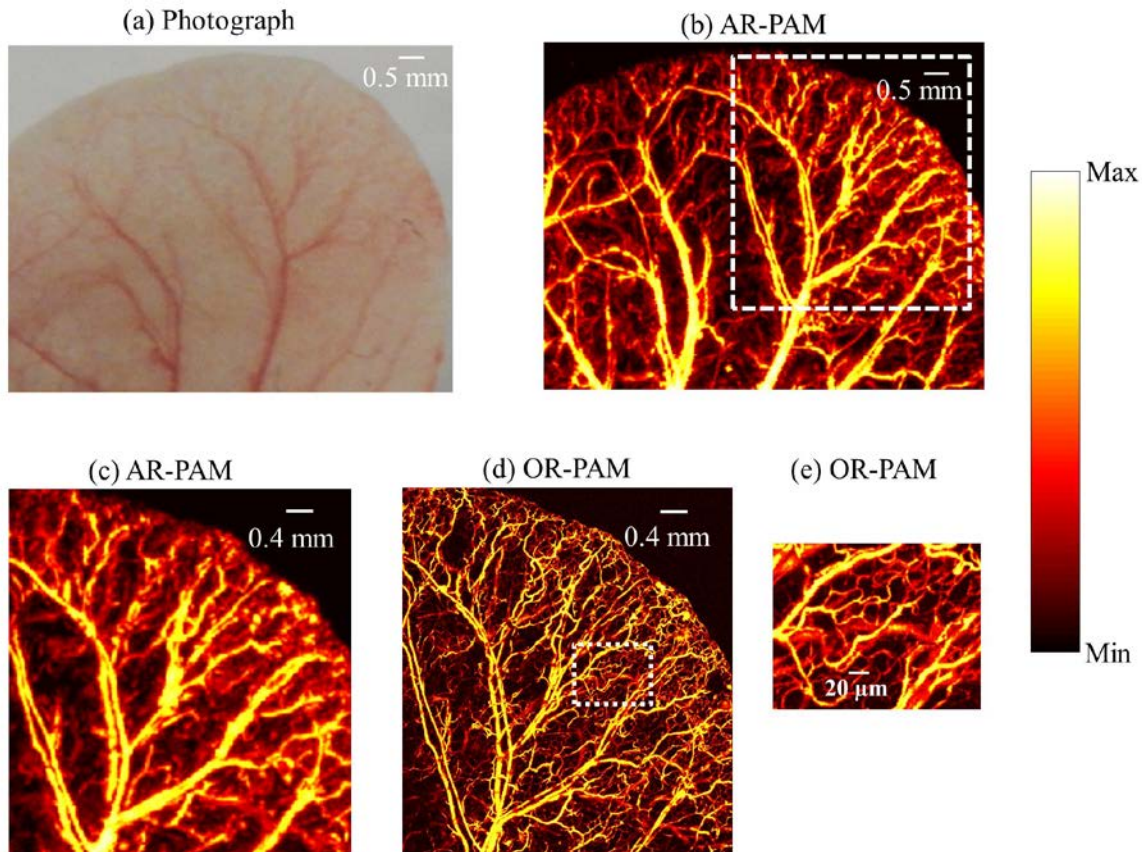 (a) Photograph
0.5 mm
(b) AR-PAM
0.5 mm
Max
Min
(c) AR-PAM
0.4 mm
(d) OR-PAM
0.4 mm
(e) OR-PAM
20 µm